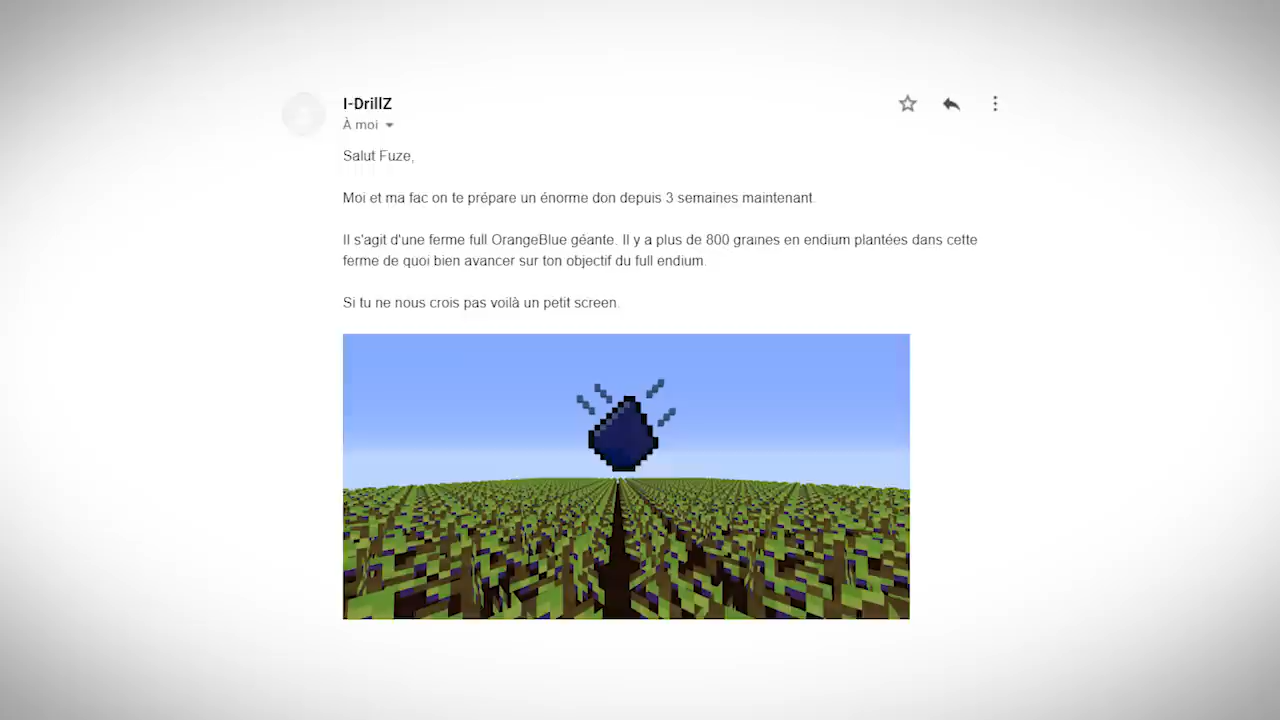 I-DrillZ
À moi
Salut Fuze,
Moi et ma fac on te prépare un énorme don depuis 3 semaines maintenant.
Il s'agit d'une ferme full OrangeBlue géante. Il y a plus de 800 graines en endium plantées dans cette
ferme de quoi bien avancer sur ton objectif du full endium.
Si tu ne nous crois pas voilà un petit screen.